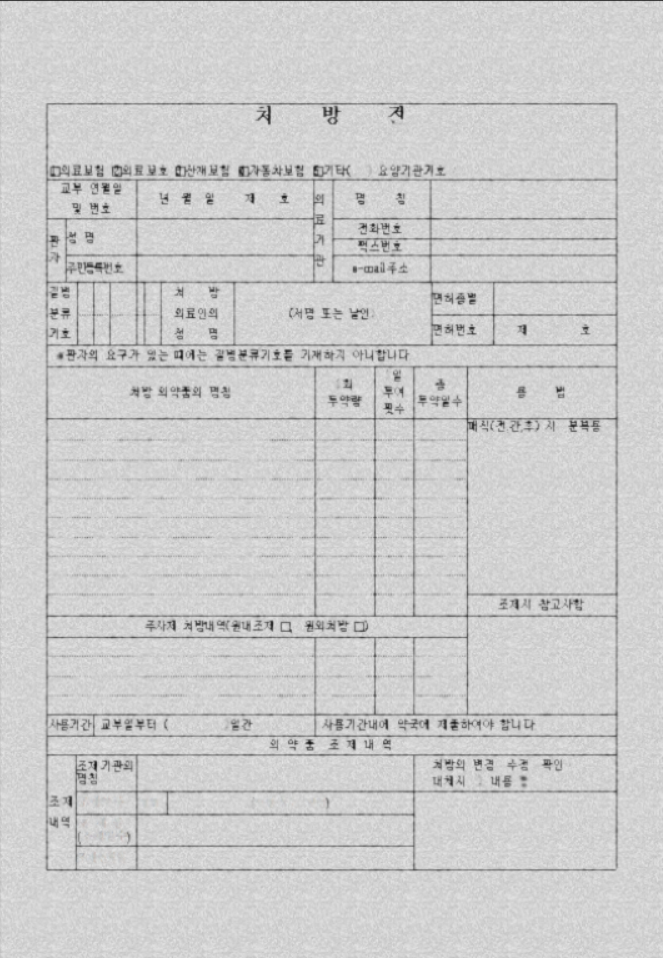 처 방 전
□의료보험 □의료보호 □산재보험 □자동차보험 □기타( ) 요양기관기호
교부 연월일
및 번호
년 월 일 제 호
의료기관
명 칭
전화번호
팩스번호
e-mail주소
환자
성 명
주민등록번호
질병
분류
기호
처 방
의료인의
성 명
(서명 또는 날인)
면허종별
면허번호
제 호
※환자의 요구가 있는 때에는 질병분류기호를 기재하지 아니합니다
처방 의약품의 명칭
1회
투약량
1일
투여
횟수
총
투약일수
용 법
매식(전,간,후) 시 분복용
조제시 참고사항
주사제 처방내역(원내조제 □, 원외처방 □)
사용기간
교부일부터 ( )일간
사용기간내에 약국에 제출하여야 합니다
의 약 품 조 제 내 역
조제
내역
조제기관의
명칭
처방의 변경 수정 확인
대체시 그 내용 등